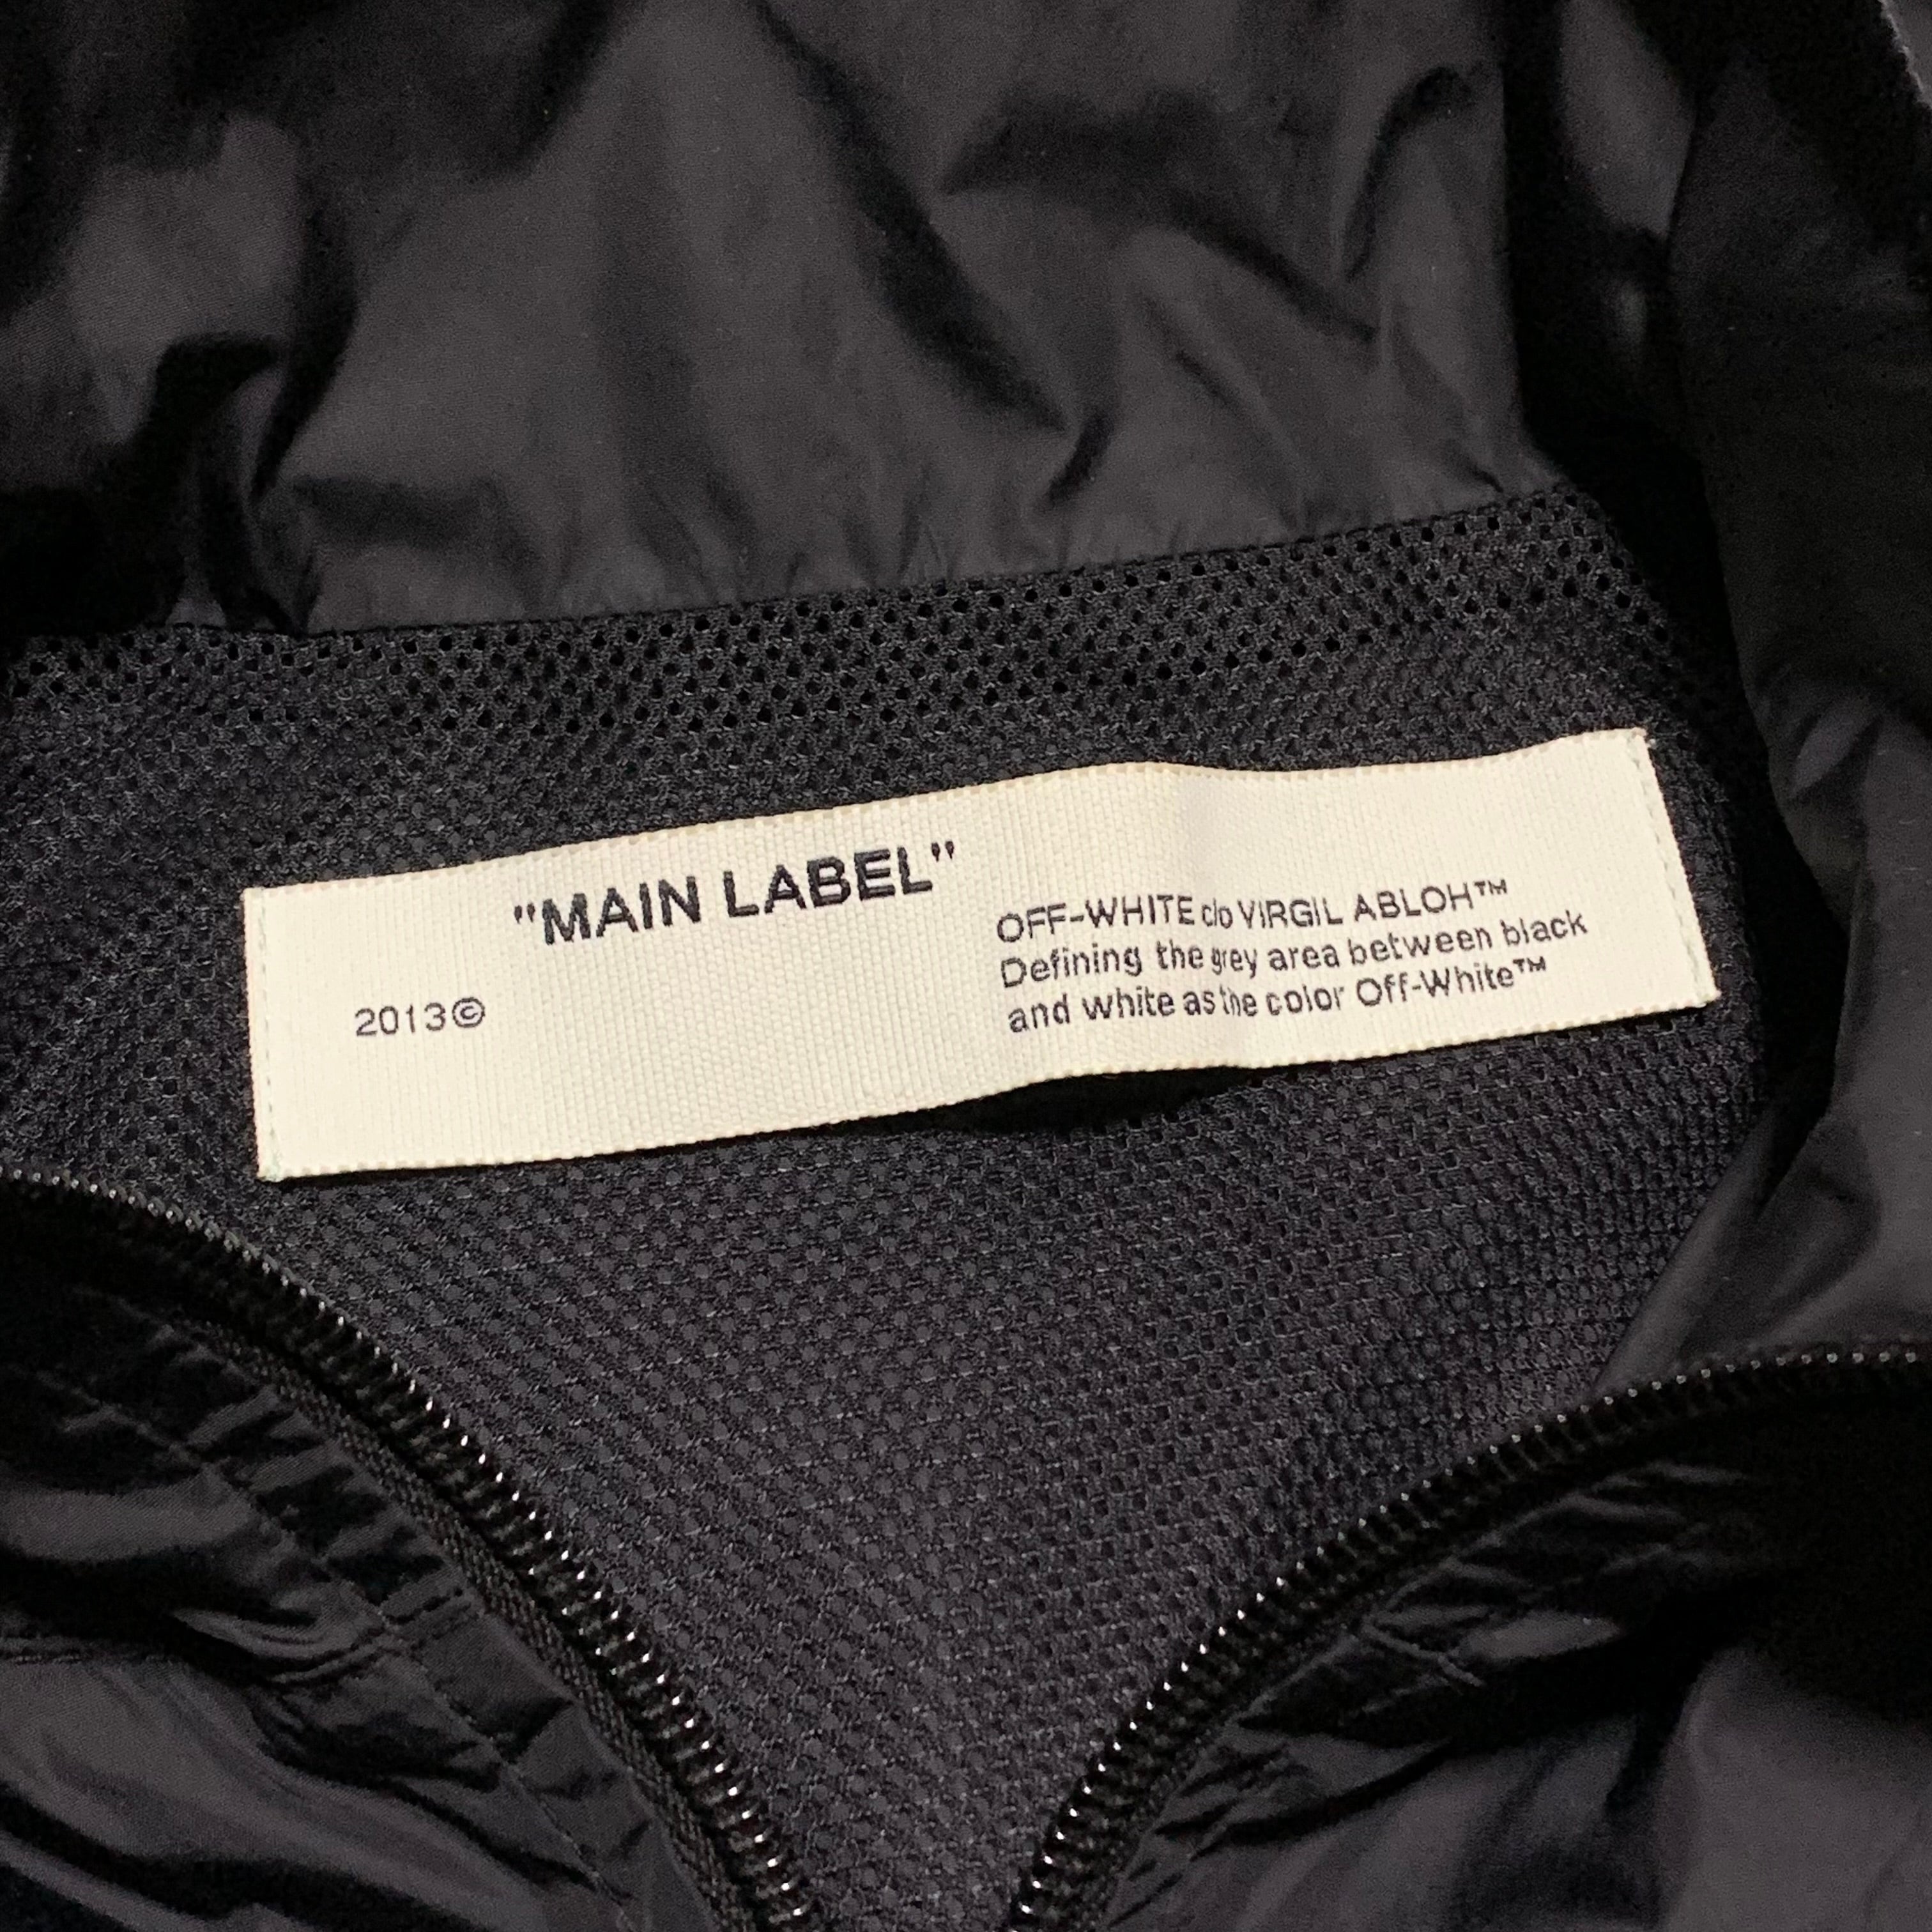 "MAIN LABEL"
2013©
OFF-WHITE c/o VIRGIL ABLOH™
Defining the grey area between black
and white as the color Off-White™